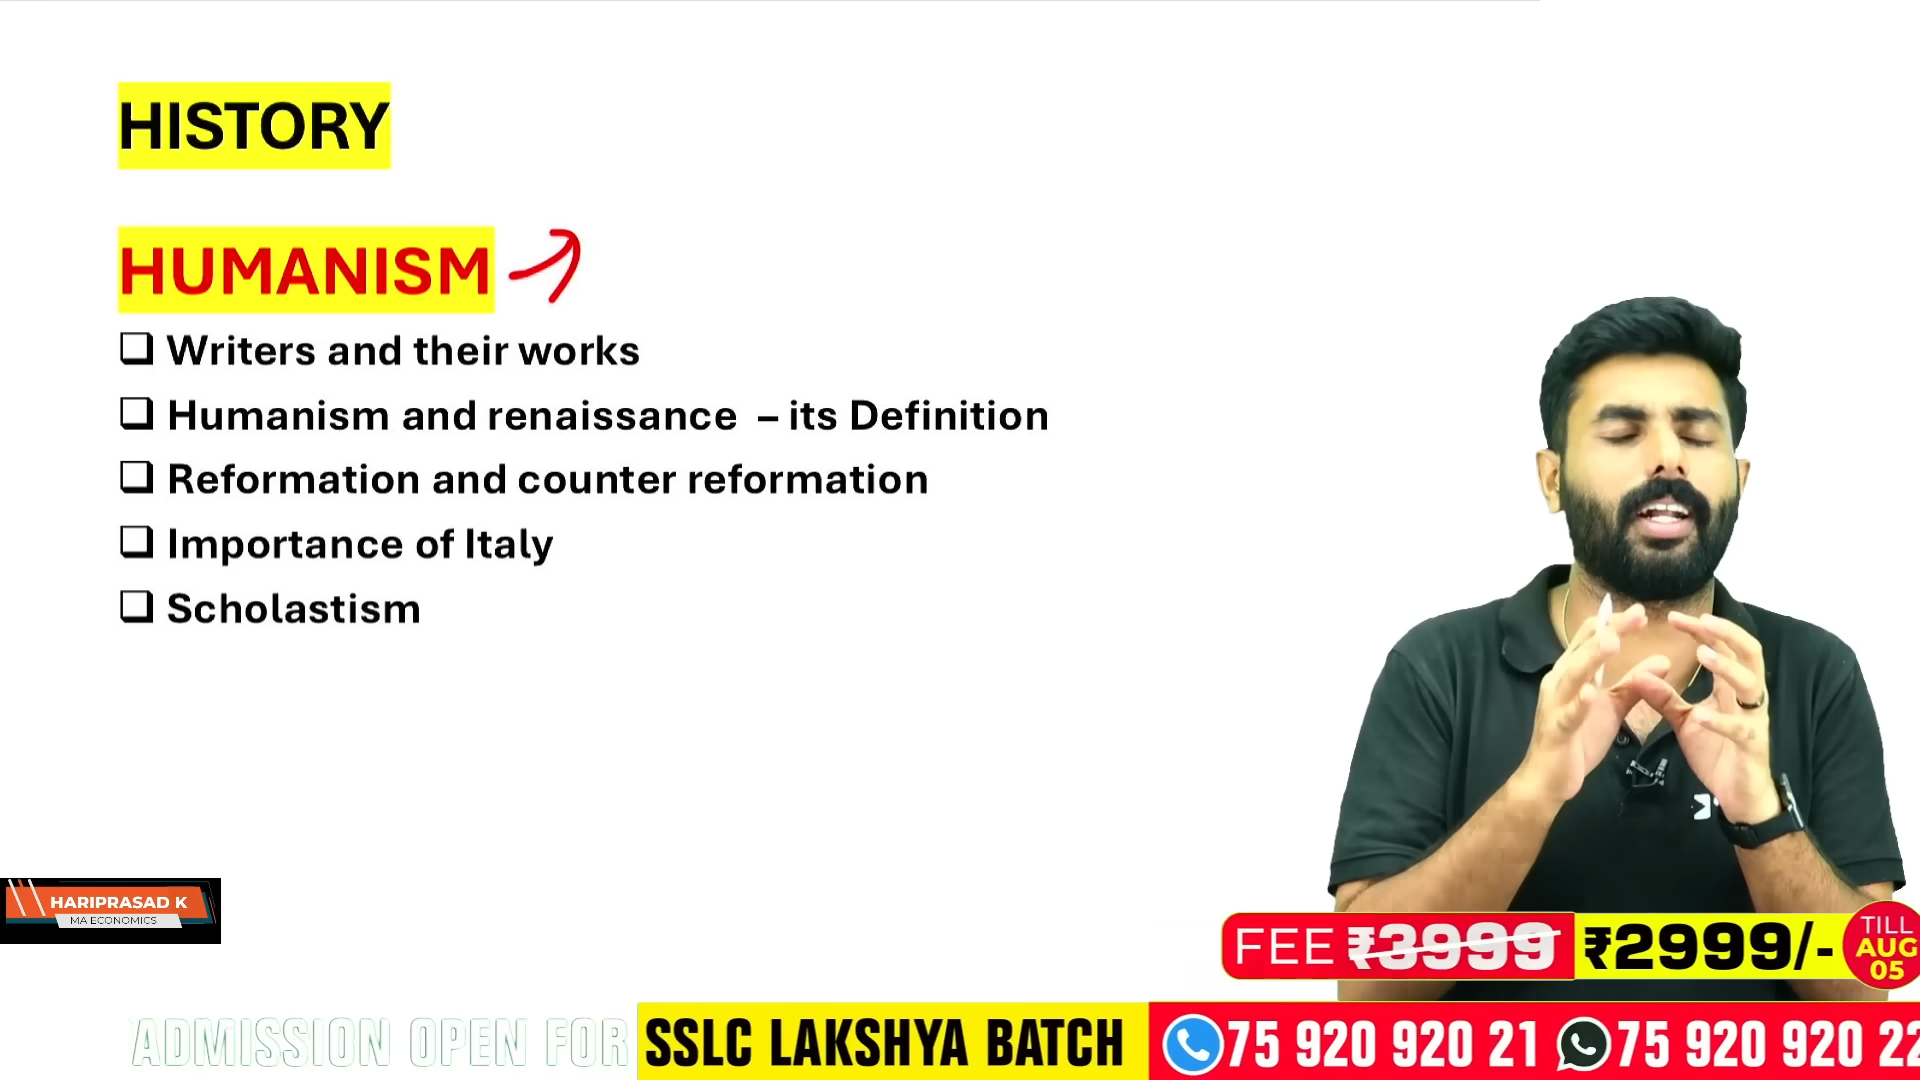 HISTORY
HUMANISM
Writers and their works
Humanism and renaissance – its Definition
Reformation and counter reformation
Importance of Italy
Scholastism
HARIPRASAD K
MA ECONOMICS
FEE ₹3999 ₹2999/-
TILL
AUG
05
ADMISSION OPEN FOR SSLC LAKSHYA BATCH 75 920 920 21 75 920 920 22